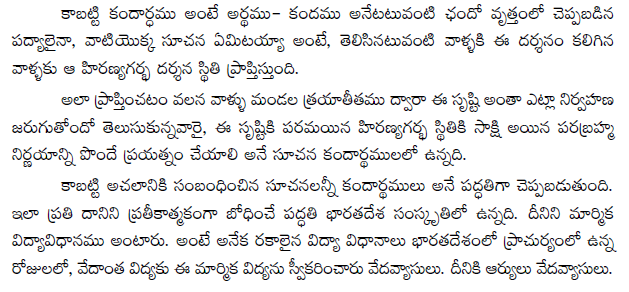 కాబట్టి కందార్ధము అంటే అర్థము– కందము అనేటటువంటి ఛందో వృత్తంలో చెప్పబడిన
పద్యాలైనా, వాటియొక్క సూచన ఏమిటయ్యా అంటే, తెలిసినటువంటి వాళ్ళకి ఈ దర్శనం కలిగిన
వాళ్ళకు ఆ హిరణ్యగర్భ దర్శన స్థితి ప్రాప్తిస్తుంది.
అలా ప్రాప్తించటం వలన వాళ్ళు మండల త్రయాతీతము ద్వారా ఈ సృష్టి అంతా ఎట్లా నిర్వహణ
జరుగుతోందో తెలుసుకున్నవారై, ఈ సృష్టికి పరమయిన హిరణ్యగర్భ స్థితికి సాక్షి అయిన పరబ్రహ్మ
నిర్ణయాన్ని పొందే ప్రయత్నం చేయాలి అనే సూచన కందార్థములలో ఉన్నది.
కాబట్టి అచలానికి సంబంధించిన సూచనలన్నీ కందార్థములు అనే పద్ధతిగా చెప్పబడుతుంది.
ఇలా ప్రతి దానిని ప్రతీకాత్మకంగా బోధించే పద్ధతి భారతదేశ సంస్కృతిలో ఉన్నది. దీనిని మార్మిక
విద్యావిధానము అంటారు. అంటే అనేక రకాలైన విద్యా విధానాలు భారతదేశంలో ప్రాచుర్యంలో ఉన్న
రోజులలో, వేదాంత విద్యకు ఈ మార్మిక విద్యను స్వీకరించారు వేదవ్యాసులు. దీనికి ఆర్యులు వేదవ్యాసులు.